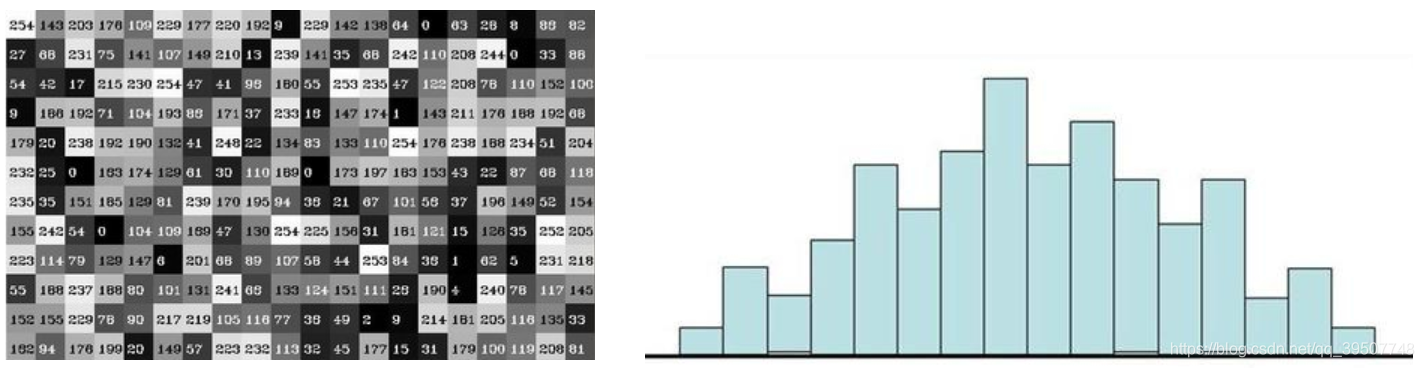 254 143 203 176 109 229 177 220 192 9 229 142 138 64 0 63 28 8 88 82
27 68 231 75 141 107 149 210 13 239 141 35 68 242 110 208 244 0 33 88
54 42 17 215 230 254 47 41 98 180 55 253 235 47 122 208 78 110 152 100
9 188 192 71 104 193 88 171 37 233 18 147 174 1 143 211 176 188 192 68
179 20 238 192 190 132 41 248 22 134 83 133 110 254 176 238 188 234 51 204
232 25 0 163 174 129 61 30 110 189 0 173 197 183 153 43 22 87 68 118
235 35 151 185 129 81 239 170 195 94 38 21 67 101 58 37 196 149 52 154
155 242 54 0 104 109 189 47 130 254 225 156 31 181 121 15 126 35 252 205
223 114 79 129 147 6 201 68 89 107 58 44 253 84 38 1 62 5 231 218
55 188 237 188 80 101 131 241 68 133 124 151 111 28 190 4 240 78 117 145
152 155 229 78 90 217 219 105 116 77 38 49 2 9 214 181 205 116 135 33
182 94 176 199 20 149 57 223 232 113 32 45 177 15 31 179 100 119 208 81
https://blog.csdn.net/qq_39507748